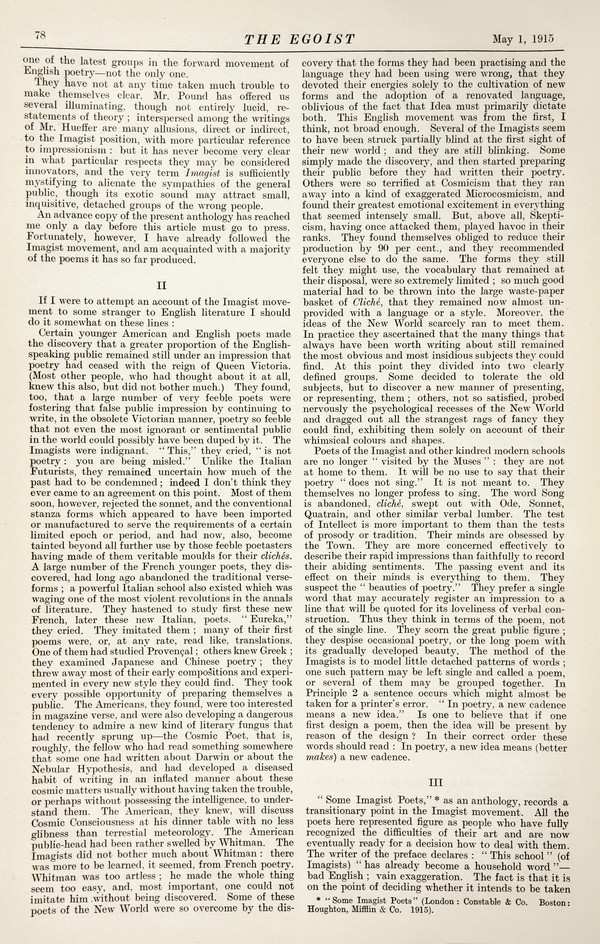 78
THE EGOIST
May 1, 1915
one of the latest groups in the forward movement of
English poetry—not the only one.
They have not at any time taken much trouble to
make themselves clear. Mr. Pound has offered us
several illuminating, though not entirely lucid, re-
statements of theory ; interspersed among the writings
of Mr. Hueffer are many allusions, direct or indirect,
to the Imagist position, with more particular reference
to impressionism : but it has never become very clear
in what particular respects they may be considered
innovators, and the very term Imagist is sufficiently
mystifying to alienate the sympathies of the general
public, though its exotic sound may attract small,
inquisitive, detached groups of the wrong people.
An advance copy of the present anthology has reached
me only a day before this article must go to press.
Fortunately, however, I have already followed the
Imagist movement, and am acquainted with a majority
of the poems it has so far produced.
II
If I were to attempt an account of the Imagist move-
ment to some stranger to English literature I should
do it somewhat on these lines :
Certain younger American and English poets made
the discovery that a greater proportion of the English-
speaking public remained still under an impression that
poetry had ceased with the reign of Queen Victoria.
(Most other people, who had thought about it at all,
knew this also, but did not bother much.) They found,
too, that a large number of very feeble poets were
fostering that false public impression by continuing to
write, in the obsolete Victorian manner, poetry so feeble
that not even the most ignorant or sentimental public
in the world could possibly have been duped by it. The
Imagists were indignant. “ This,” they cried, “ is not
poetry : you are being misled.” Unlike the Italian
Futurists, they remained uncertain how much of the
past had to be condemned ; indeed I don't think they
ever came to an agreement on this point. Most of them
soon, however, rejected the sonnet, and the conventional
stanza forms which appeared to have been imported
or manufactured to serve the requirements of a certain
limited epoch or period, and had now, also, become
tainted beyond all further use by those feeble poetasters
having made of them veritable moulds for their clichés.
A large number of the French younger poets, they dis-
covered, had long ago abandoned the traditional verse-
forms ; a powerful Italian school also existed which was
waging one of the most violent revolutions in the annals
of literature. They hastened to study first these new
French, later these new Italian, poets. “ Eureka,”
they cried. They imitated them ; many of their first
poems were, or, at any rate, read like, translations.
One of them had studied Provençal ; others knew Greek ;
they examined Japanese and Chinese poetry ; they
threw away most of their early compositions and experi-
mented in every new style they could find. They took
every possible opportunity of preparing themselves a
public. The Americans, they found, were too interested
in magazine verse, and were also developing a dangerous
tendency to admire a new kind of literary fungus that
had recently sprung up—the Cosmic Poet, that is,
roughly, the fellow who had read something somewhere
that some one had written about Darwin or about the
Nebular Hypothesis, and had developed a diseased
habit of writing in an inflated manner about these
cosmic matters usually without having taken the trouble,
or perhaps without possessing the intelligence, to under-
stand them. The American, they knew, will discuss
Cosmic Consciousness at his dinner table with no less
glibness than terrestial meteorology. The American
public-head had been rather swelled by Whitman. The
Imagists did not bother much about Whitman : there
was more to be learned, it seemed, from French poetry.
Whitman was too artless ; he made the whole thing
seem too easy, and, most important, one could not
imitate him without being discovered. Some of these
poets of the New World were so overcome by the dis-
covery that the forms they had been practising and the
language they had been using were wrong, that they
devoted their energies solely to the cultivation of new
forms and the adoption of a renovated language,
oblivious of the fact that Idea must primarily dictate
both. This English movement was from the first, I
think, not broad enough. Several of the Imagists seem
to have been struck partially blind at the first sight of
their new world ; and they are still blinking. Some
simply made the discovery, and then started preparing
their public before they had written their poetry.
Others were so terrified at Cosmicism that they ran
away into a kind of exaggerated Microcosmicism, and
found their greatest emotional excitement in everything
that seemed intensely small. But, above all, Skepti-
cism, having once attacked them, played havoc in their
ranks. They found themselves obliged to reduce their
production by 90 per cent., and they recommended
everyone else to do the same. The forms they still
felt they might use, the vocabulary that remained at
their disposal, were so extremely limited ; so much good
material had to be thrown into the large waste-paper
basket of Cliché, that they remained now almost un-
provided with a language or a style. Moreover, the
ideas of the New World scarcely ran to meet them.
In practice they ascertained that the many things that
always have been worth writing about still remained
the most obvious and most insidious subjects they could
find. At this point they divided into two clearly
defined groups. Some decided to tolerate the old
subjects, but to discover a new manner of presenting,
or representing, them ; others, not so satisfied, probed
nervously the psychological recesses of the New World
and dragged out all the strangest rags of fancy they
could find, exhibiting them solely on account of their
whimsical colours and shapes.
Poets of the Imagist and other kindred modern schools
are no longer “ visited by the Muses ” : they are not
at home to them. It will be no use to say that their
poetry “ does not sing.” It is not meant to. They
themselves no longer profess to sing. The word Song
is abandoned, cliché, swept out with Ode, Sonnet,
Quatrain, and other similar verbal lumber. The test
of Intellect is more important to them than the tests
of prosody or tradition. Their minds are obsessed by
the Town. They are more concerned effectively to
describe their rapid impressions than faithfully to record
their abiding sentiments. The passing event and its
effect on their minds is everything to them. They
suspect the “ beauties of poetry.” They prefer a single
word that may accurately register an impression to a
line that will be quoted for its loveliness of verbal con-
struction. Thus they think in terms of the poem, not
of the single line. They scorn the great public figure ;
they despise occasional poetry, or the long poem with
its gradually developed beauty. The method of the
Imagists is to model little detached patterns of words ;
one such pattern may be left single and called a poem,
or several of them may be grouped together. In
Principle 2 a sentence occurs which might almost be
taken for a printer's error. “ In poetry, a new cadence
means a new idea.” Is one to believe that if one
first design a poem, then the idea will be present by
reason of the design ? In their correct order these
words should read : In poetry, a new idea means (better
makes) a new cadence.
III
“ Some Imagist Poets,” * as an anthology, records a
transitionary point in the Imagist movement. All the
poets here represented figure as people who have fully
recognized the difficulties of their art and are now
eventually ready for a decision how to deal with them.
The writer of the preface declares : “ This school ” (of
Imagists) “ has already become a household word ”—
bad English ; vain exaggeration. The fact is that it is
on the point of deciding whether it intends to be taken
* “ Some Imagist Poets ” (London : Constable & Co. Boston:
Houghton, Mifflin & Co. 1915).